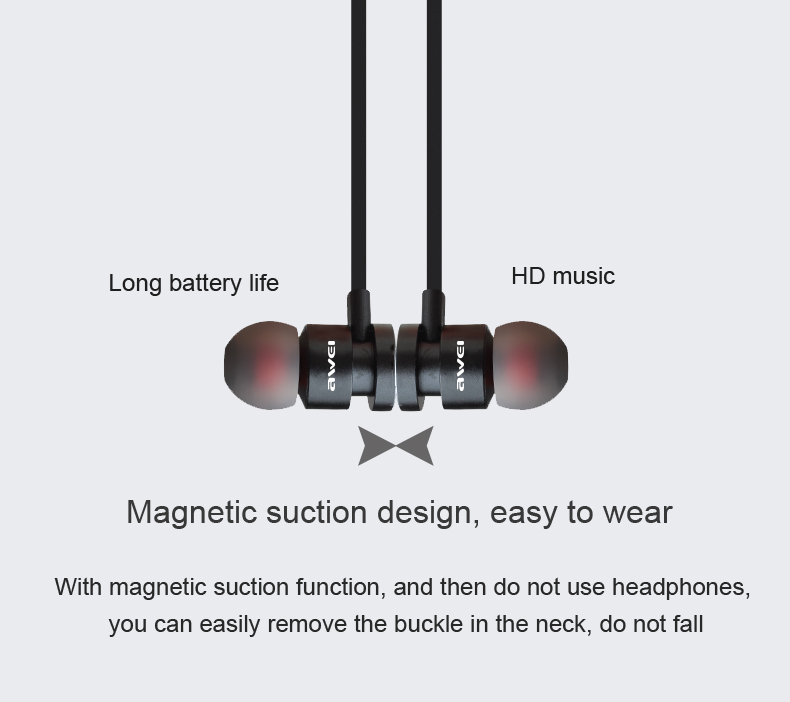 Long battery life
HD music
awei
awei
Magnetic suction design, easy to wear
With magnetic suction function, and then do not use headphones,
you can easily remove the buckle in the neck, do not fall